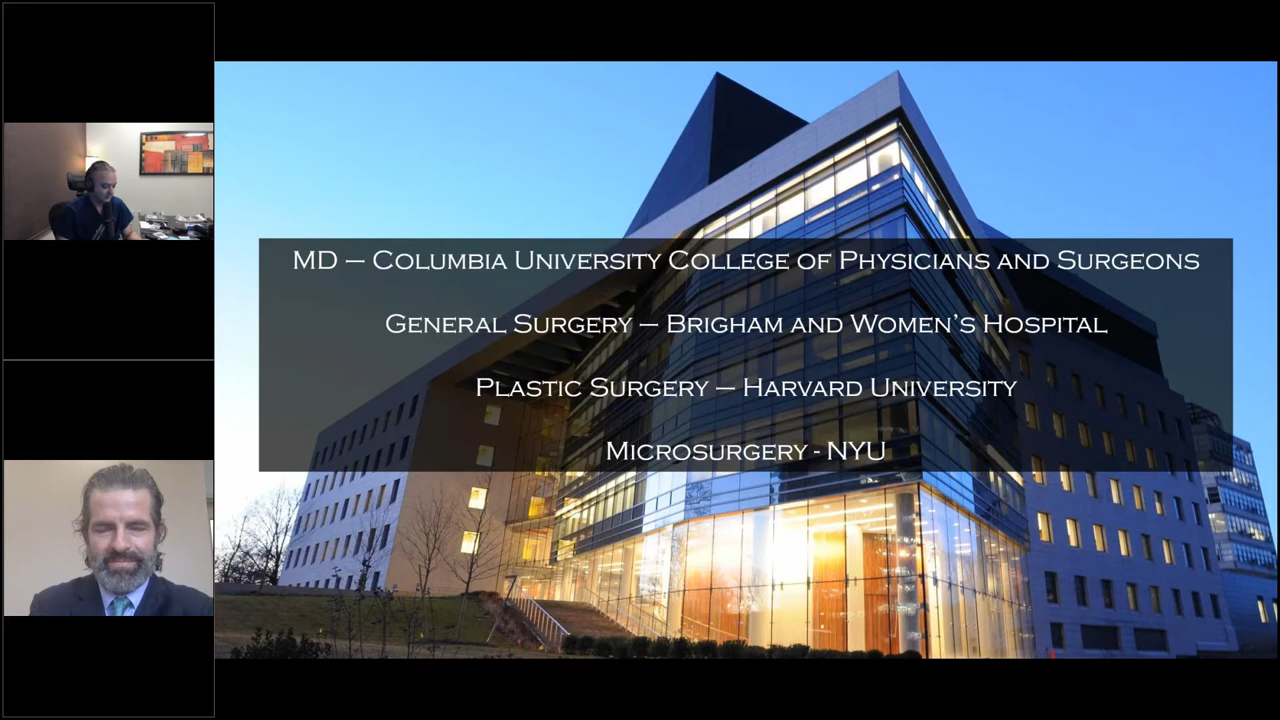 MD – Columbia University College of Physicians and Surgeons
General Surgery – Brigham and Women's Hospital
Plastic Surgery – Harvard University
Microsurgery - NYU